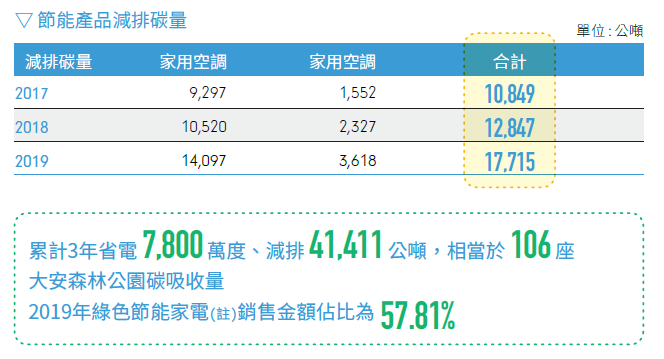 ▽ 節能產品減排碳量
單位:公噸
減排碳量 家用空調 家用空調 合計
2017 9,297 1,552 10,849
2018 10,520 2,327 12,847
2019 14,097 3,618 17,715
累計3年省電 7,800 萬度、減排 41,411 公噸,相當於 106 座
大安森林公園碳吸收量
2019年綠色節能家電(註)銷售金額佔比為 57.81%